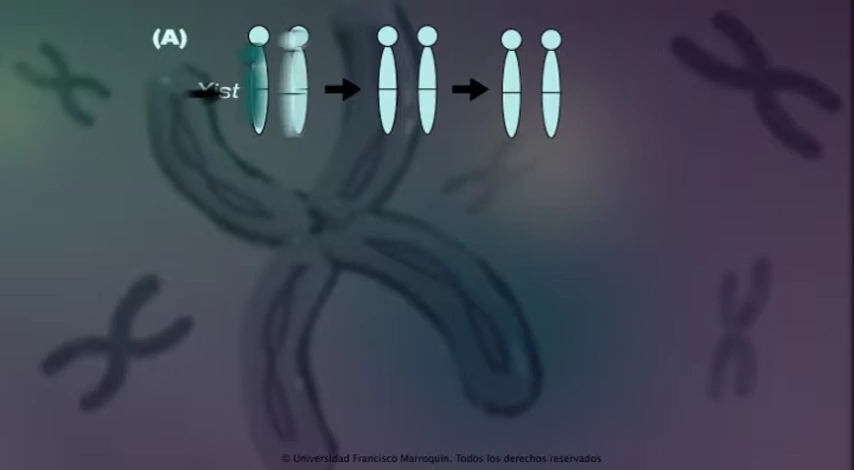 (A)
Xist
© Universidad Francisco Marroquín. Todos los derechos reservados